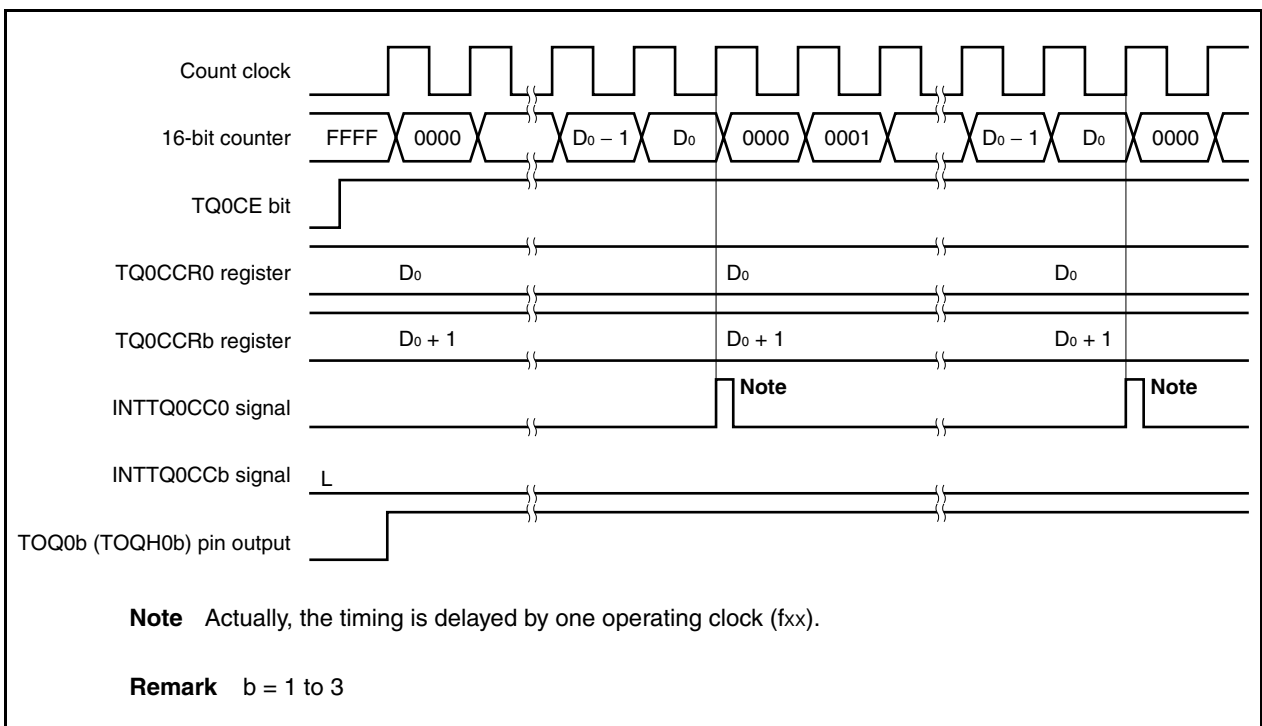 Count clock
16-bit counter FFFF 0000 D0 − 1 D0 0000 0001 D0 − 1 D0 0000
TQ0CE bit
TQ0CCR0 register D0 D0 D0
TQ0CCRb register D0 + 1 D0 + 1 D0 + 1
INTTQ0CC0 signal Note Note
INTTQ0CCb signal L
TOQ0b (TOQH0b) pin output
Note Actually, the timing is delayed by one operating clock (fxx).
Remark b = 1 to 3